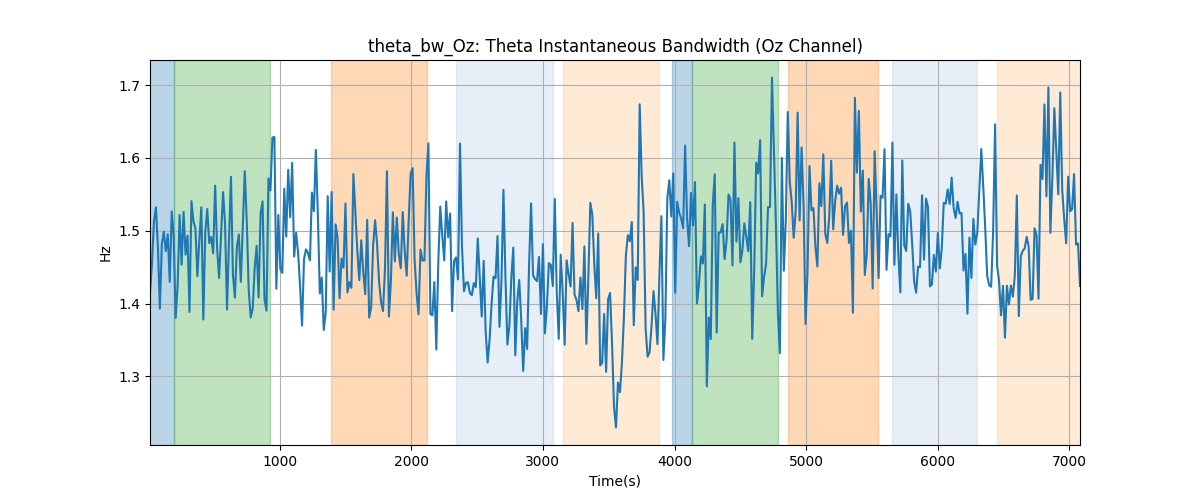 theta_bw_Oz: Theta Instantaneous Bandwidth (Oz Channel)
1.7
1.6
1.5
1.4
1.3
Hz
1000 2000 3000 4000 5000 6000 7000
Time(s)